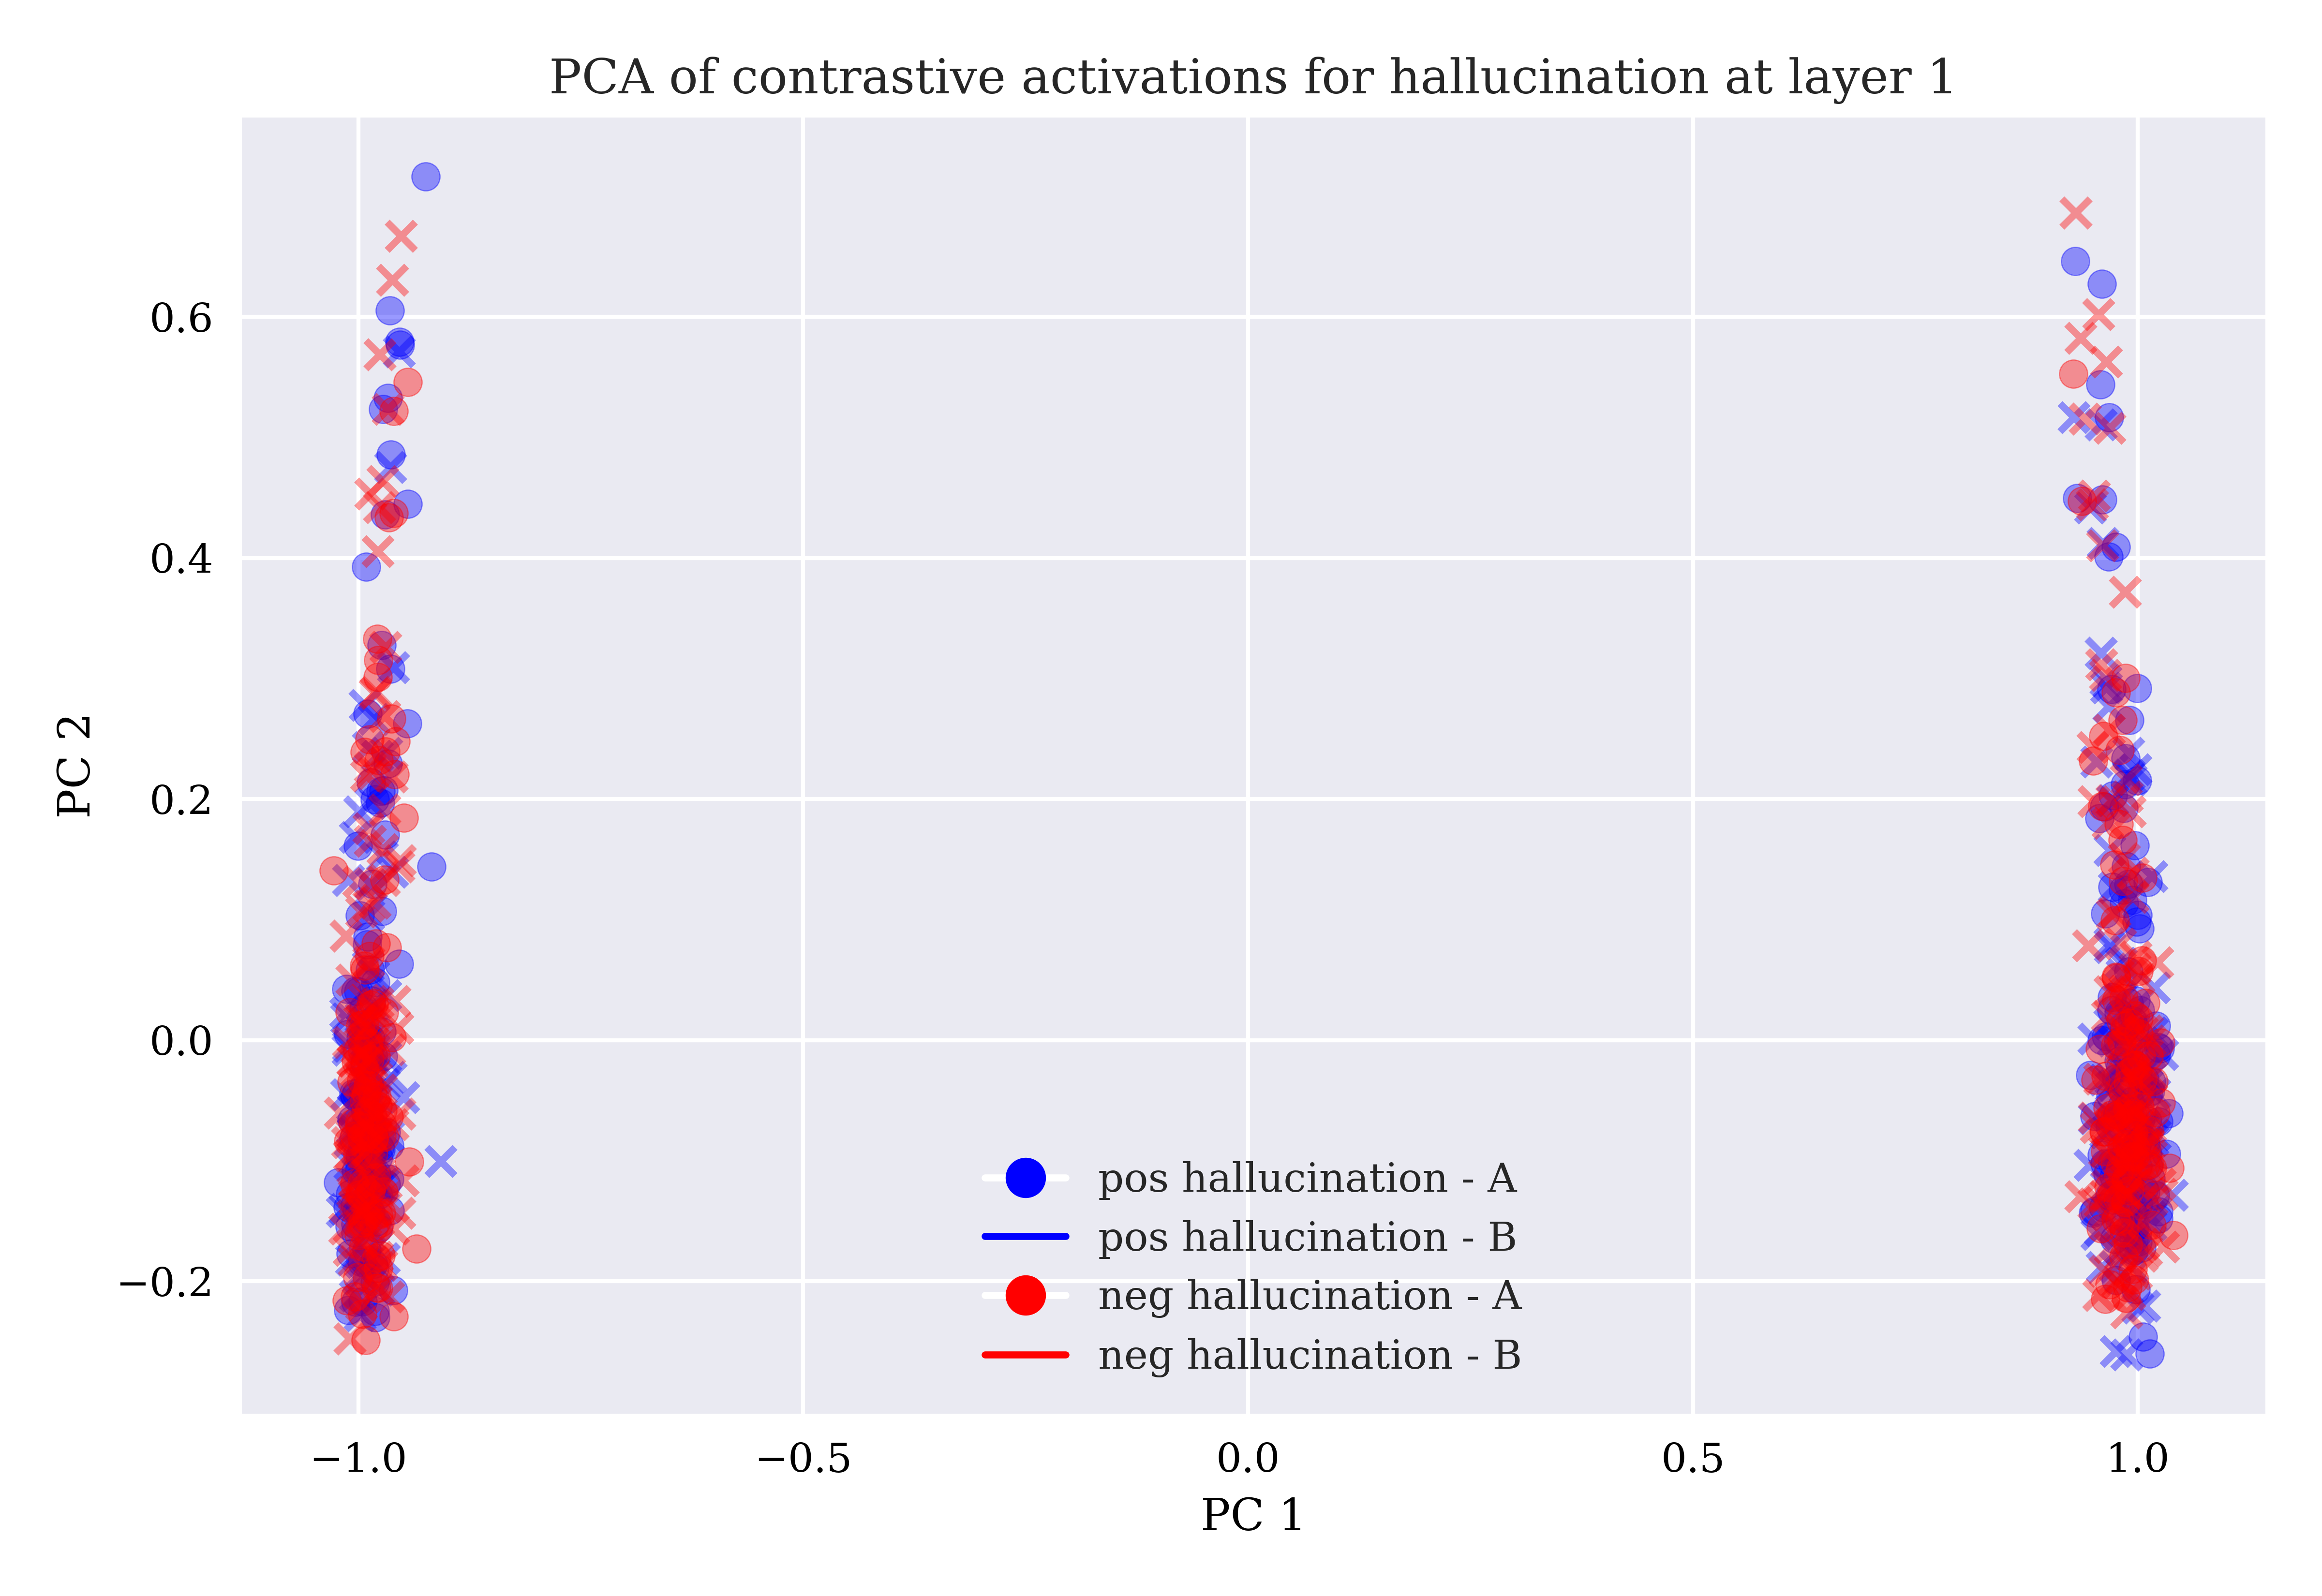 PCA of contrastive activations for hallucination at layer 1
0.6
0.4
0.2
0.0
−0.2
PC 2
pos hallucination - A
pos hallucination - B
neg hallucination - A
neg hallucination - B
−1.0 −0.5 0.0 0.5 1.0
PC 1